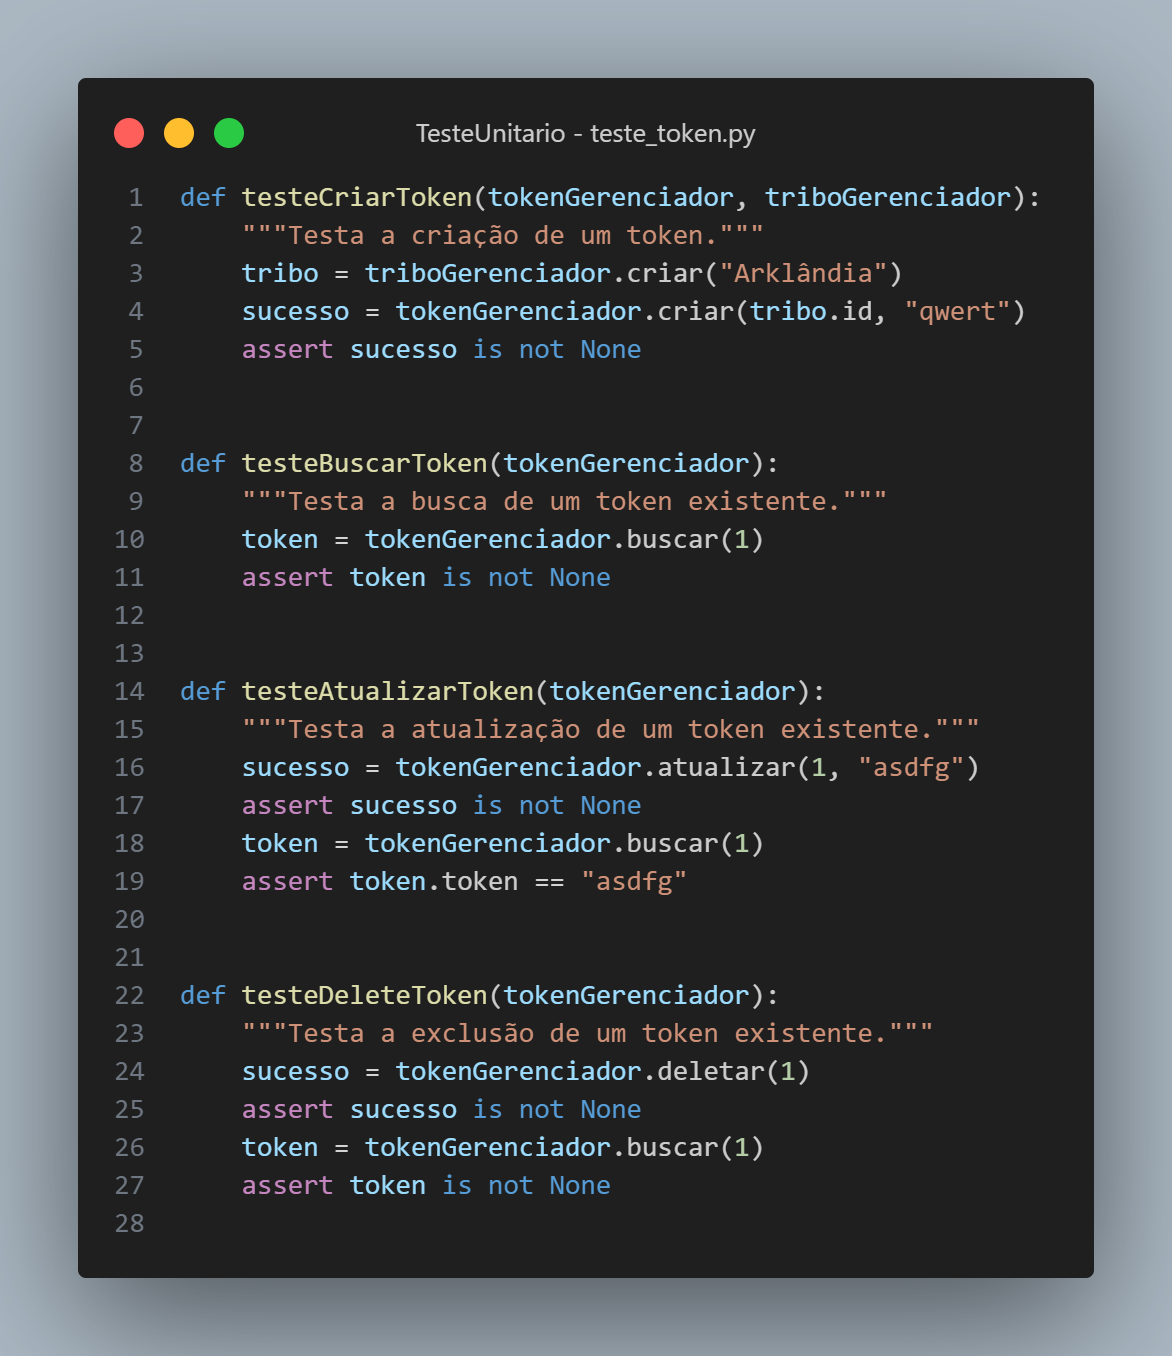 TesteUnitario - teste_token.py
1 def testeCriarToken(tokenGerenciador, triboGerenciador):
2     """Testa a criação de um token."""
3     tribo = triboGerenciador.criar("Arklândia")
4     sucesso = tokenGerenciador.criar(tribo.id, "qwert")
5     assert sucesso is not None
6
7
8 def testeBuscarToken(tokenGerenciador):
9     """Testa a busca de um token existente."""
10     token = tokenGerenciador.buscar(1)
11     assert token is not None
12
13
14 def testeAtualizarToken(tokenGerenciador):
15     """Testa a atualização de um token existente."""
16     sucesso = tokenGerenciador.atualizar(1, "asdfg")
17     assert sucesso is not None
18     token = tokenGerenciador.buscar(1)
19     assert token.token == "asdfg"
20
21
22 def testeDeleteToken(tokenGerenciador):
23     """Testa a exclusão de um token existente."""
24     sucesso = tokenGerenciador.deletar(1)
25     assert sucesso is not None
26     token = tokenGerenciador.buscar(1)
27     assert token is not None
28